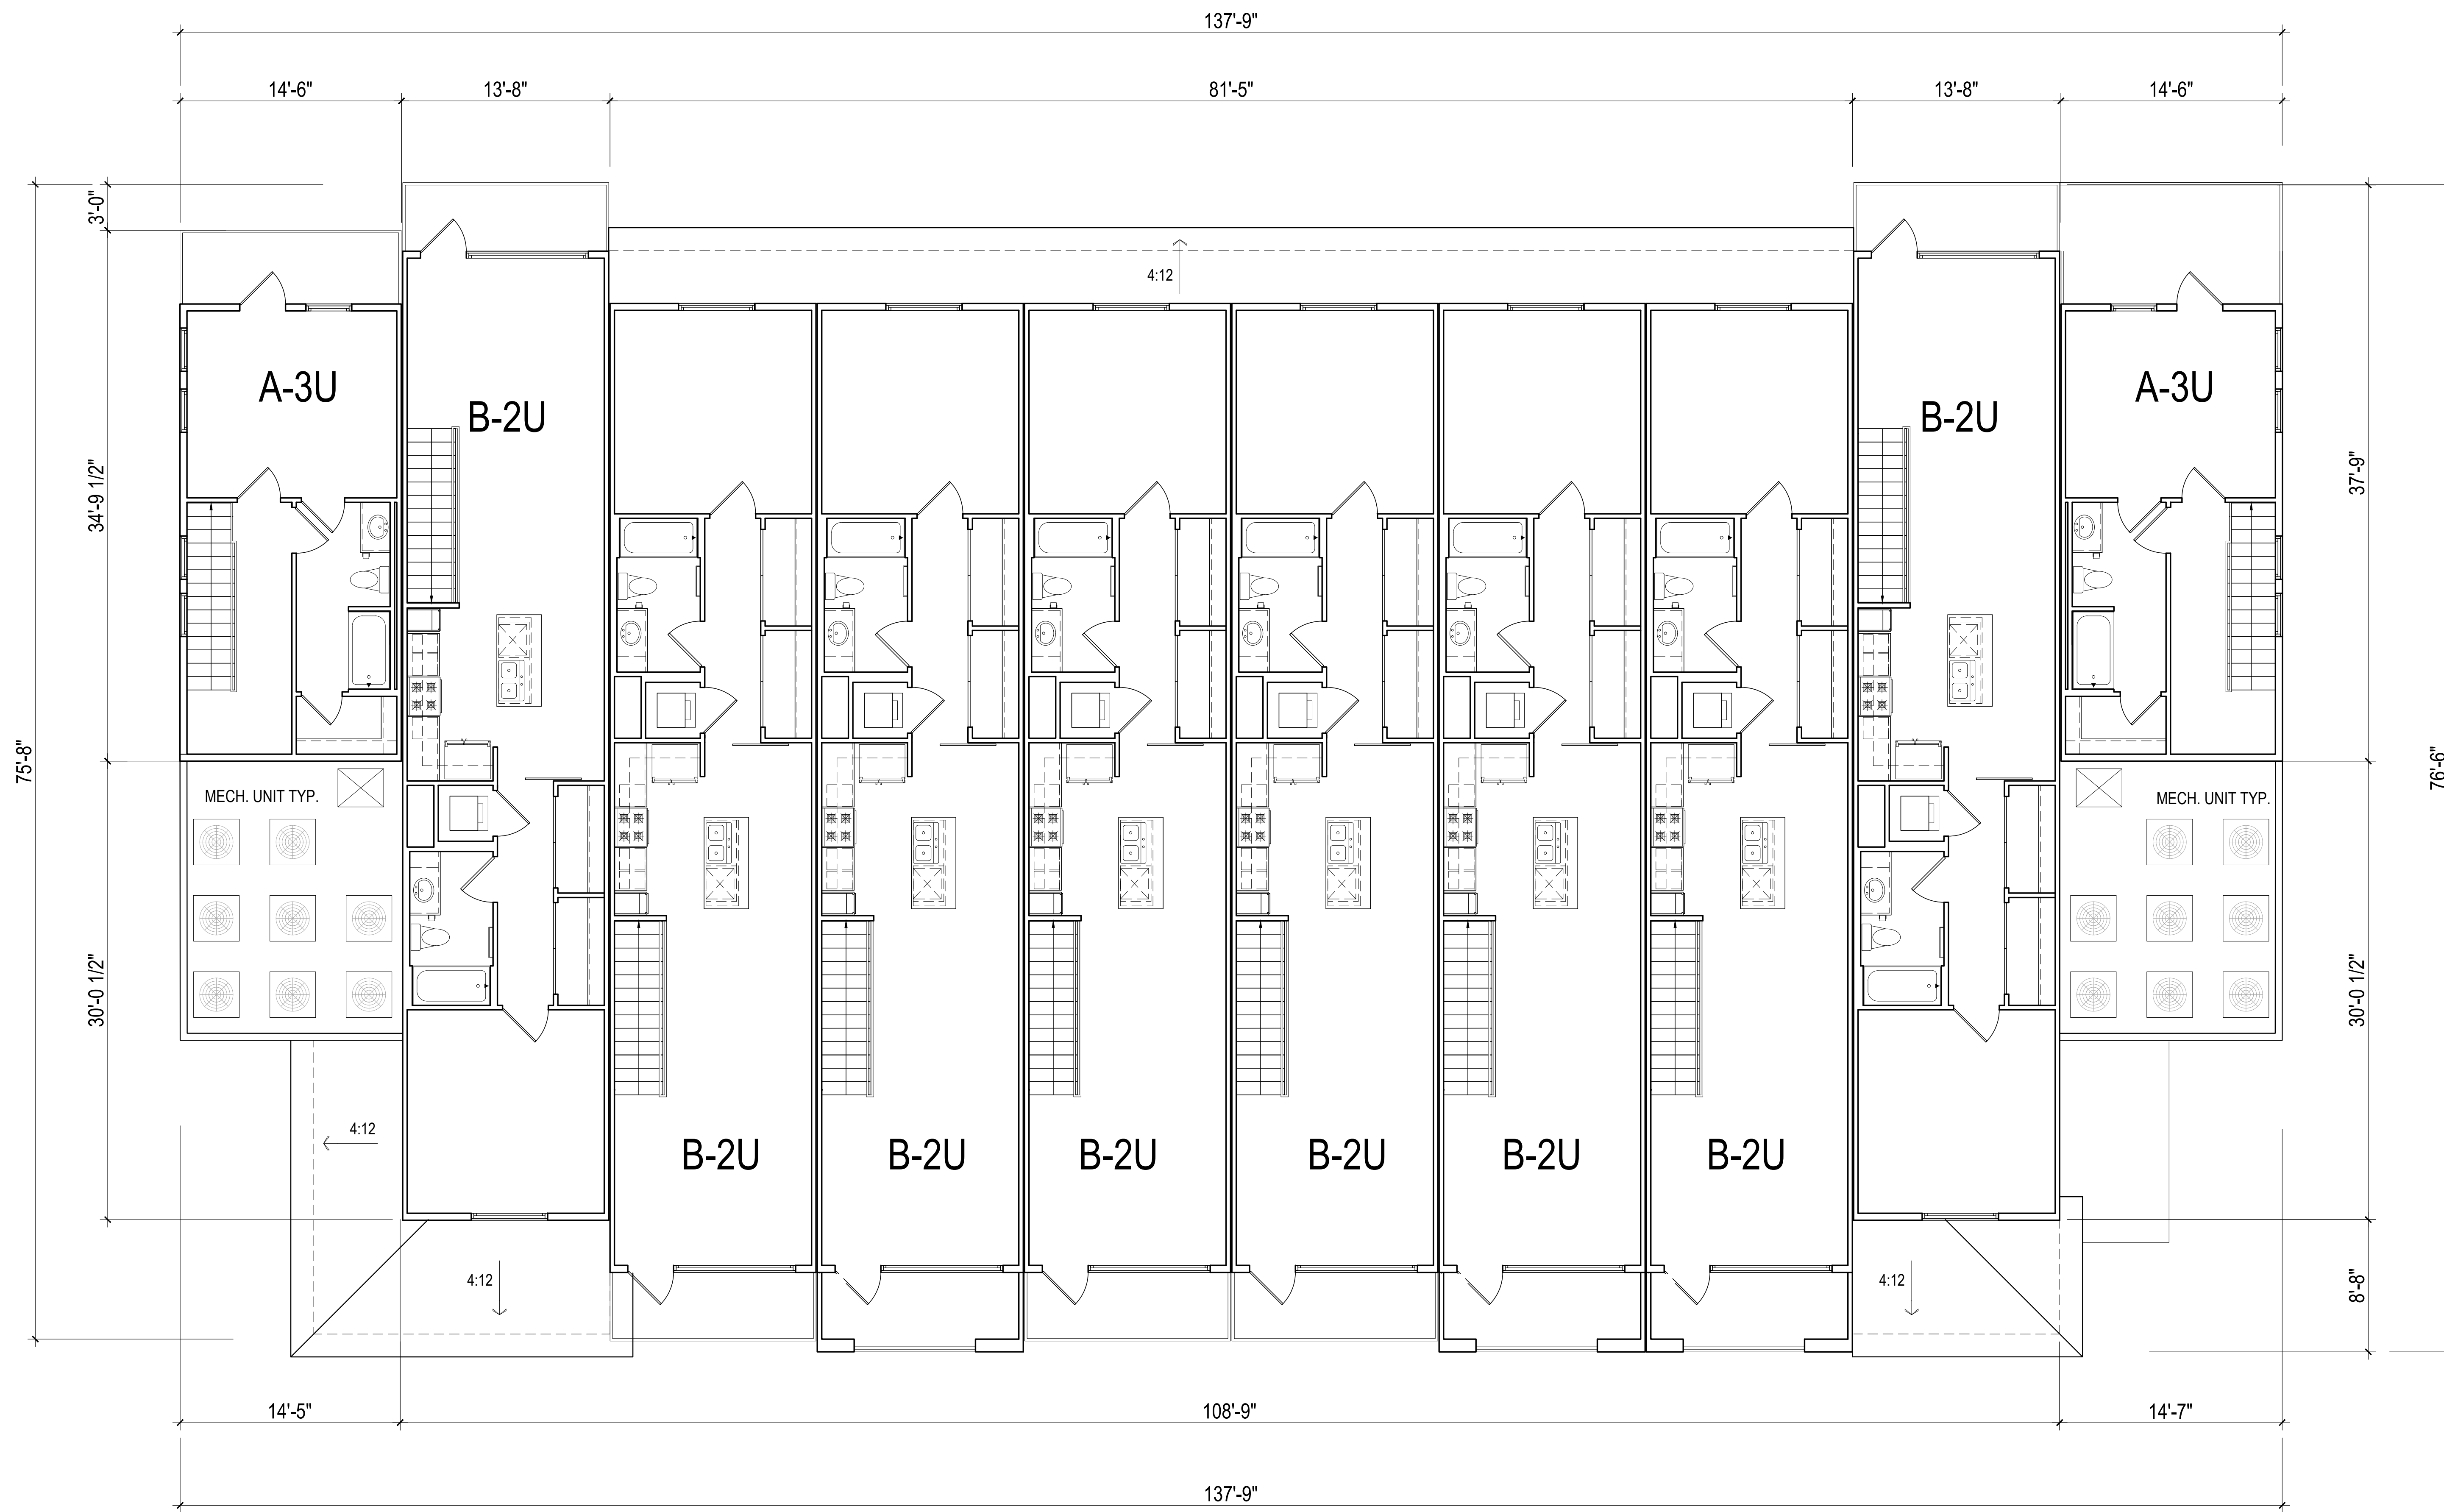 137'-9"
14'-6"
13'-8"
81'-5"
13'-8"
14'-6"
3'-0"
4:12
A-3U
B-2U
B-2U
A-3U
34'-9 1/2"
37'-9"
75'-8"
76'-6"
MECH. UNIT TYP.
MECH. UNIT TYP.
30'-0 1/2"
30'-0 1/2"
4:12
B-2U
B-2U
B-2U
B-2U
B-2U
B-2U
4:12
4:12
8'-8"
14'-5"
108'-9"
14'-7"
137'-9"